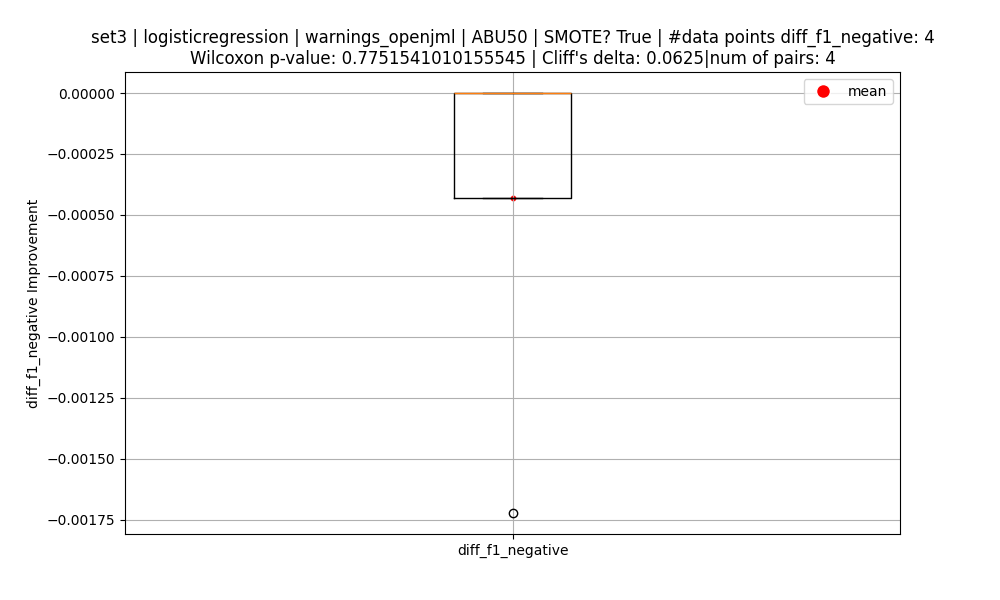 set3 | logisticregression | warnings_openjml | ABU50 | SMOTE? True | #data points diff_f1_negative: 4
Wilcoxon p-value: 0.7751541010155545 | Cliff's delta: 0.0625|num of pairs: 4
mean
0.00000
−0.00025
−0.00050
−0.00075
−0.00100
−0.00125
−0.00150
−0.00175
diff_f1_negative Improvement
diff_f1_negative